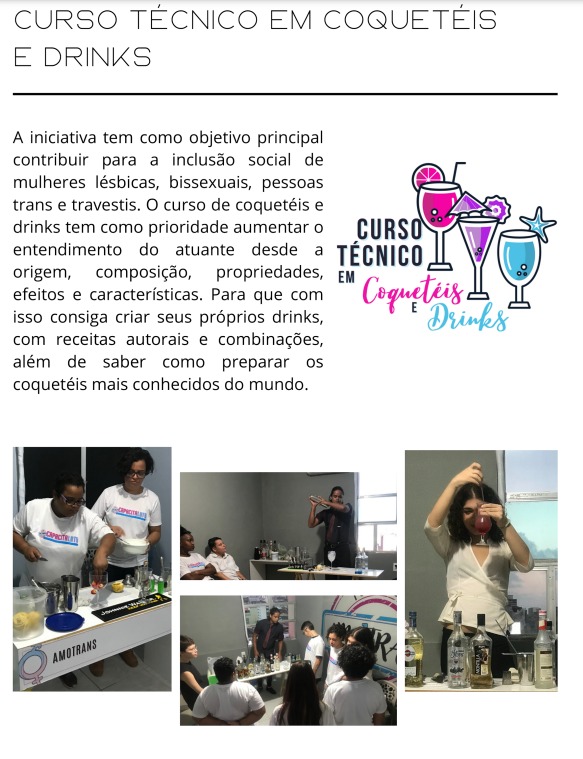 CURSO TÉCNICO EM COQUETÉIS
E DRINKS
A iniciativa tem como objetivo principal
contribuir para a inclusão social de
mulheres lésbicas, bissexuais, pessoas
trans e travestis. O curso de coquetéis e
drinks tem como prioridade aumentar o
entendimento do atuante desde a
origem, composição, propriedades,
efeitos e características. Para que com
isso consiga criar seus próprios drinks,
com receitas autorais e combinações,
além de saber como preparar os
coquetéis mais conhecidos do mundo.
CURSO
TÉCNICO
EM
Coquetéis
E
Drinks
AMOTRANS